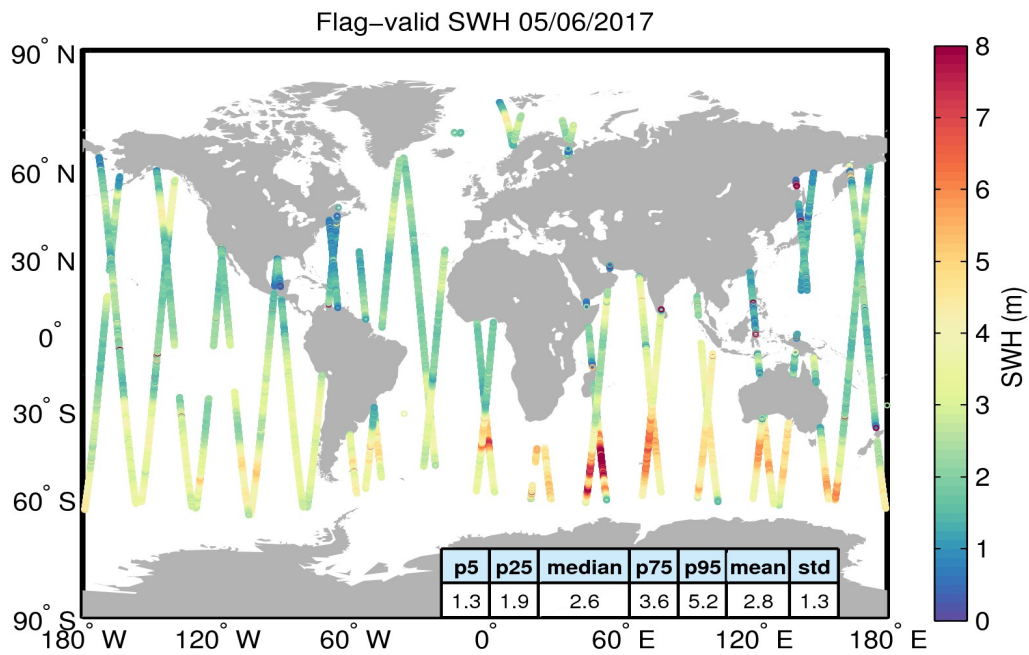 Flag−valid SWH 05/06/2017
90° N
60° N
30° N
0°
30° S
60° S
90° S
180° W
120° W
60° W
0°
60° E
120° E
180° E
p5 p25 median p75 p95 mean std
1.3 1.9 2.6 3.6 5.2 2.8 1.3
8
7
6
5
4
3
2
1
0
SWH (m)